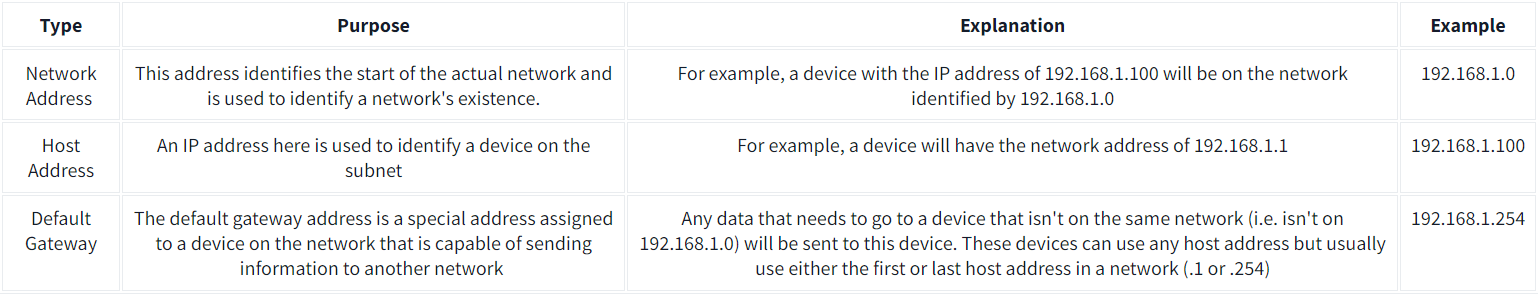 Type
Purpose
Explanation
Example
Network
Address
This address identifies the start of the actual network and
is used to identify a network's existence.
For example, a device with the IP address of 192.168.1.100 will be on the network
identified by 192.168.1.0
192.168.1.0
Host
Address
An IP address here is used to identify a device on the
subnet
For example, a device will have the network address of 192.168.1.1
192.168.1.100
Default
Gateway
The default gateway address is a special address assigned
to a device on the network that is capable of sending
information to another network
Any data that needs to go to a device that isn't on the same network (i.e. isn't on
192.168.1.0) will be sent to this device. These devices can use any host address but usually
use either the first or last host address in a network (.1 or .254)
192.168.1.254